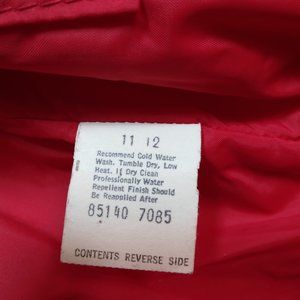 11 12
Recommend Cold Water
Wash. Tumble Dry, Low
Heat. If Dry Clean
Professionally Water
Repellent Finish Should
Be Reapplied After
85140 7085
CONTENTS REVERSE SIDE